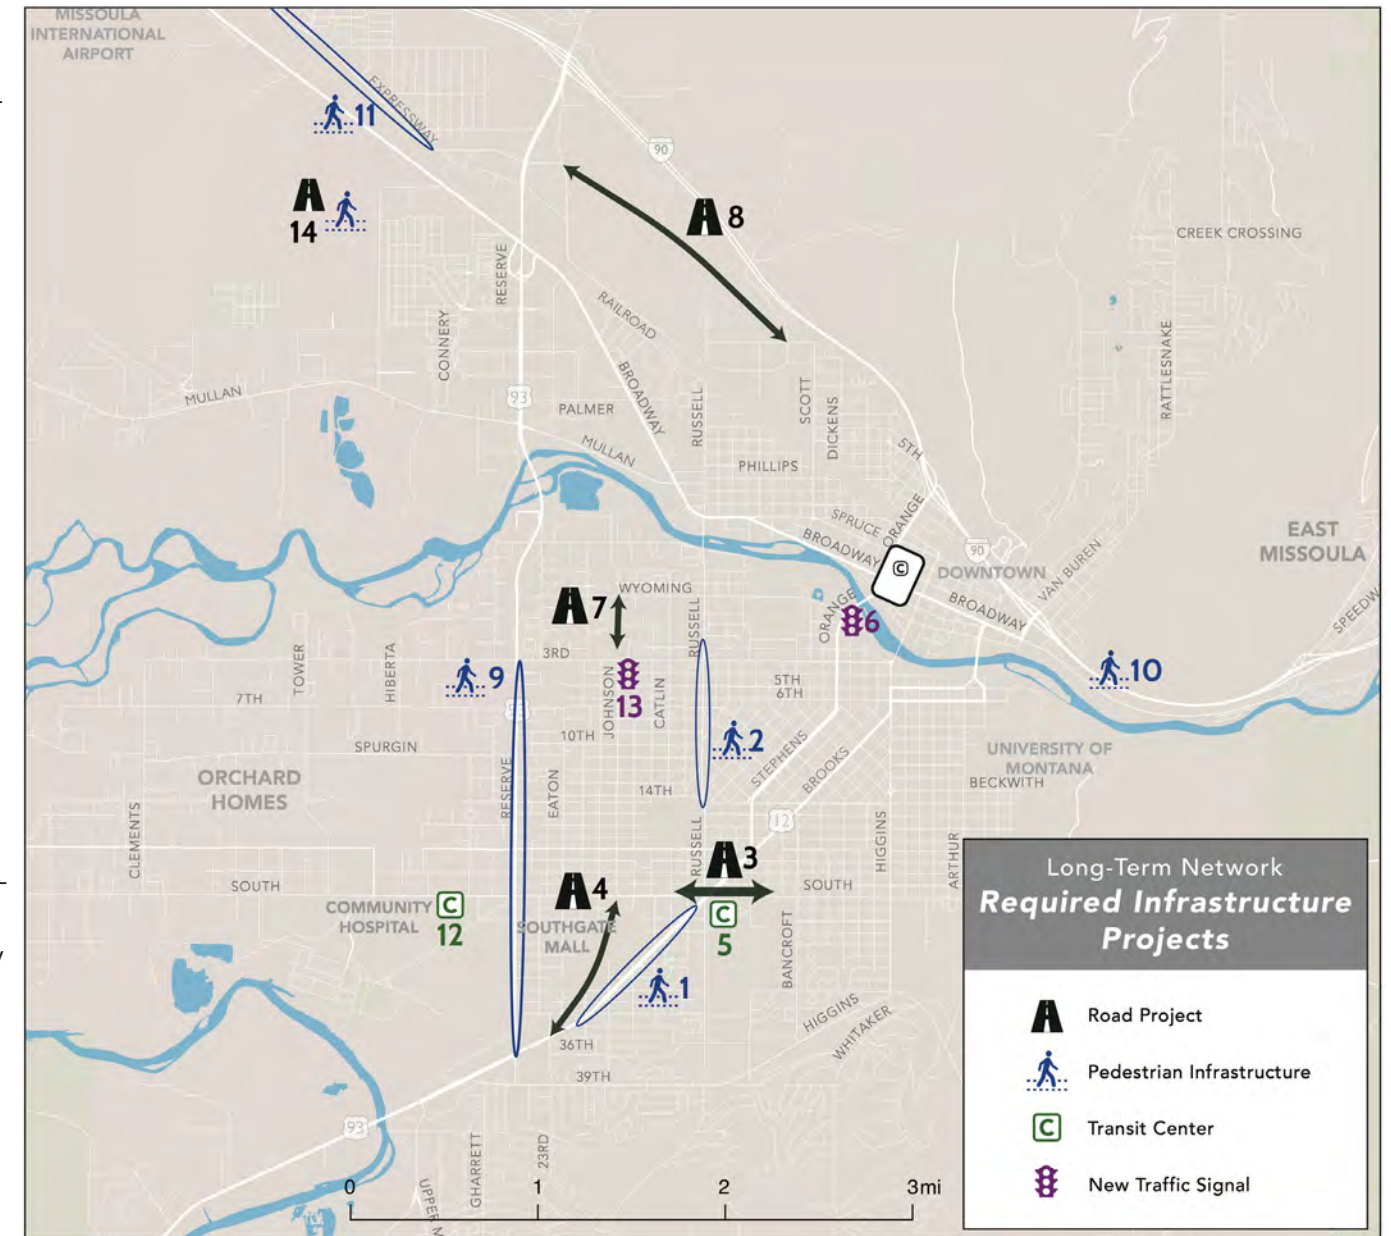 MISSOULA
INTERNATIONAL
AIRPORT
EXPRESSWAY
11
90
8
14
CREEK CROSSING
RESERVE
RAILROAD
CONNERY
RATTLESNAKE
BROADWAY
MULLAN
93
PALMER
RUSSELL
SCOTT
DICKENS
MULLAN
PHILLIPS
5TH
SPRUCE
ORANGE
BROADWAY
EAST
MISSOULA
90
C
DOWNTOWN
VAN BUREN
WYOMING
7
BROADWAY
SPEEDW
ORANGE
6
RUSSELL
3RD
TOWER
HIBERTA
9
10
7TH
JOHNSON
13
CATLIN
5TH
6TH
93
10TH
2
SPURGIN
STEPHENS
BROOKS
UNIVERSITY OF
MONTANA
BECKWITH
ORCHARD
HOMES
RESERVE
EATON
14TH
12
CLEMENTS
RUSSELL
HIGGINS
ARTHUR
3
SOUTH
4
SOUTH
COMMUNITY
HOSPITAL
C
12
SOUTHGATE
MALL
C
5
BANCROFT
1
HIGGINS
WHITAKER
36TH
39TH
93
GHARRETT
23RD
UPPER M
0 1 2 3mi
Long-Term Network
Required Infrastructure
Projects
Road Project
Pedestrian Infrastructure
C Transit Center
New Traffic Signal